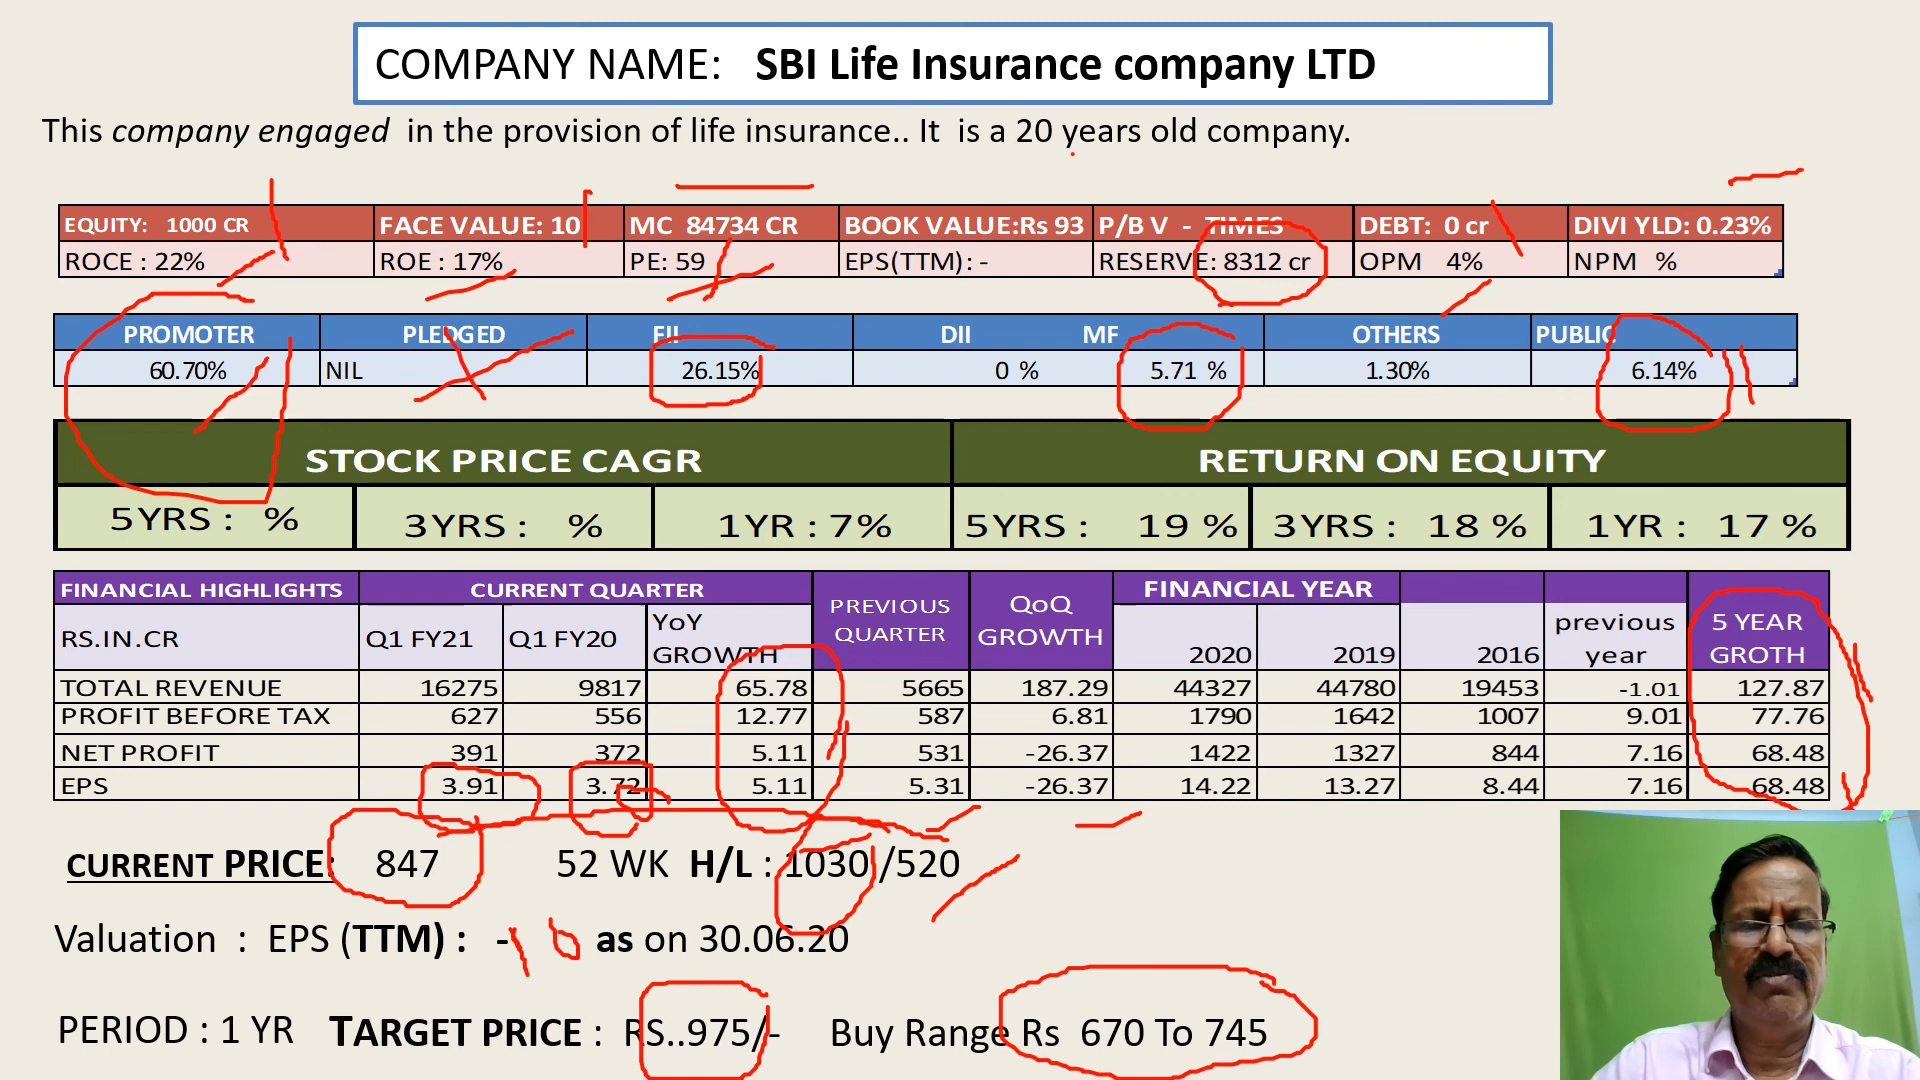 COMPANY NAME: SBI Life Insurance company LTD
This company engaged in the provision of life insurance.. It is a 20 years old company.
EQUITY: 1000 CR FACE VALUE: 10 MC 84734 CR BOOK VALUE:Rs 93 P/B V - TIMES DEBT: 0 cr DIVI YLD: 0.23%
ROCE : 22% ROE : 17% PE: 59 EPS(TTM) : - RESERVE: 8312 cr OPM 4% NPM %
PROMOTER PLEDGED FII DII MF OTHERS PUBLIC
60.70% NIL 26.15% 0 % 5.71 % 1.30% 6.14%
STOCK PRICE CAGR RETURN ON EQUITY
5YRS : % 3YRS : % 1YR : 7% 5YRS : 19 % 3YRS : 18 % 1YR : 17 %
FINANCIAL HIGHLIGHTS CURRENT QUARTER PREVIOUS QUARTER QoQ GROWTH FINANCIAL YEAR 5 YEAR GROTH
RS.IN.CR Q1 FY21 Q1 FY20 YoY GROWTH 2020 2019 2016 previous year
TOTAL REVENUE 16275 9817 65.78 5665 187.29 44327 44780 19453 -1.01 127.87
PROFIT BEFORE TAX 627 556 12.77 587 6.81 1790 1642 1007 9.01 77.76
NET PROFIT 391 372 5.11 531 -26.37 1422 1327 844 7.16 68.48
EPS 3.91 3.72 5.11 5.31 -26.37 14.22 13.27 8.44 7.16 68.48
CURRENT PRICE: 847 52 WK H/L : 1030 /520
Valuation : EPS (TTM) : - as on 30.06.20
PERIOD : 1 YR TARGET PRICE : RS..975/- Buy Range Rs 670 To 745